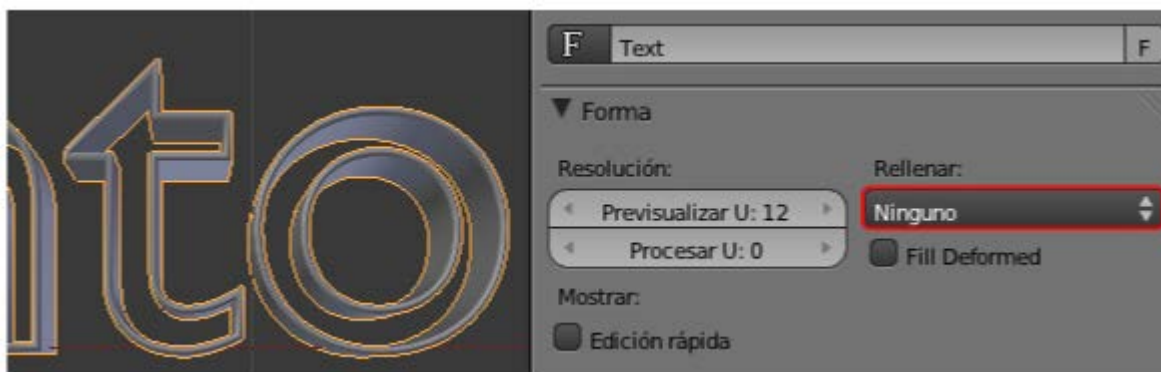 nto
F Text F
Forma
Resolución: Rellenar:
Previsualizar U: 12 Ninguno
Procesar U: 0 Fill Deformed
Mostrar:
Edición rápida